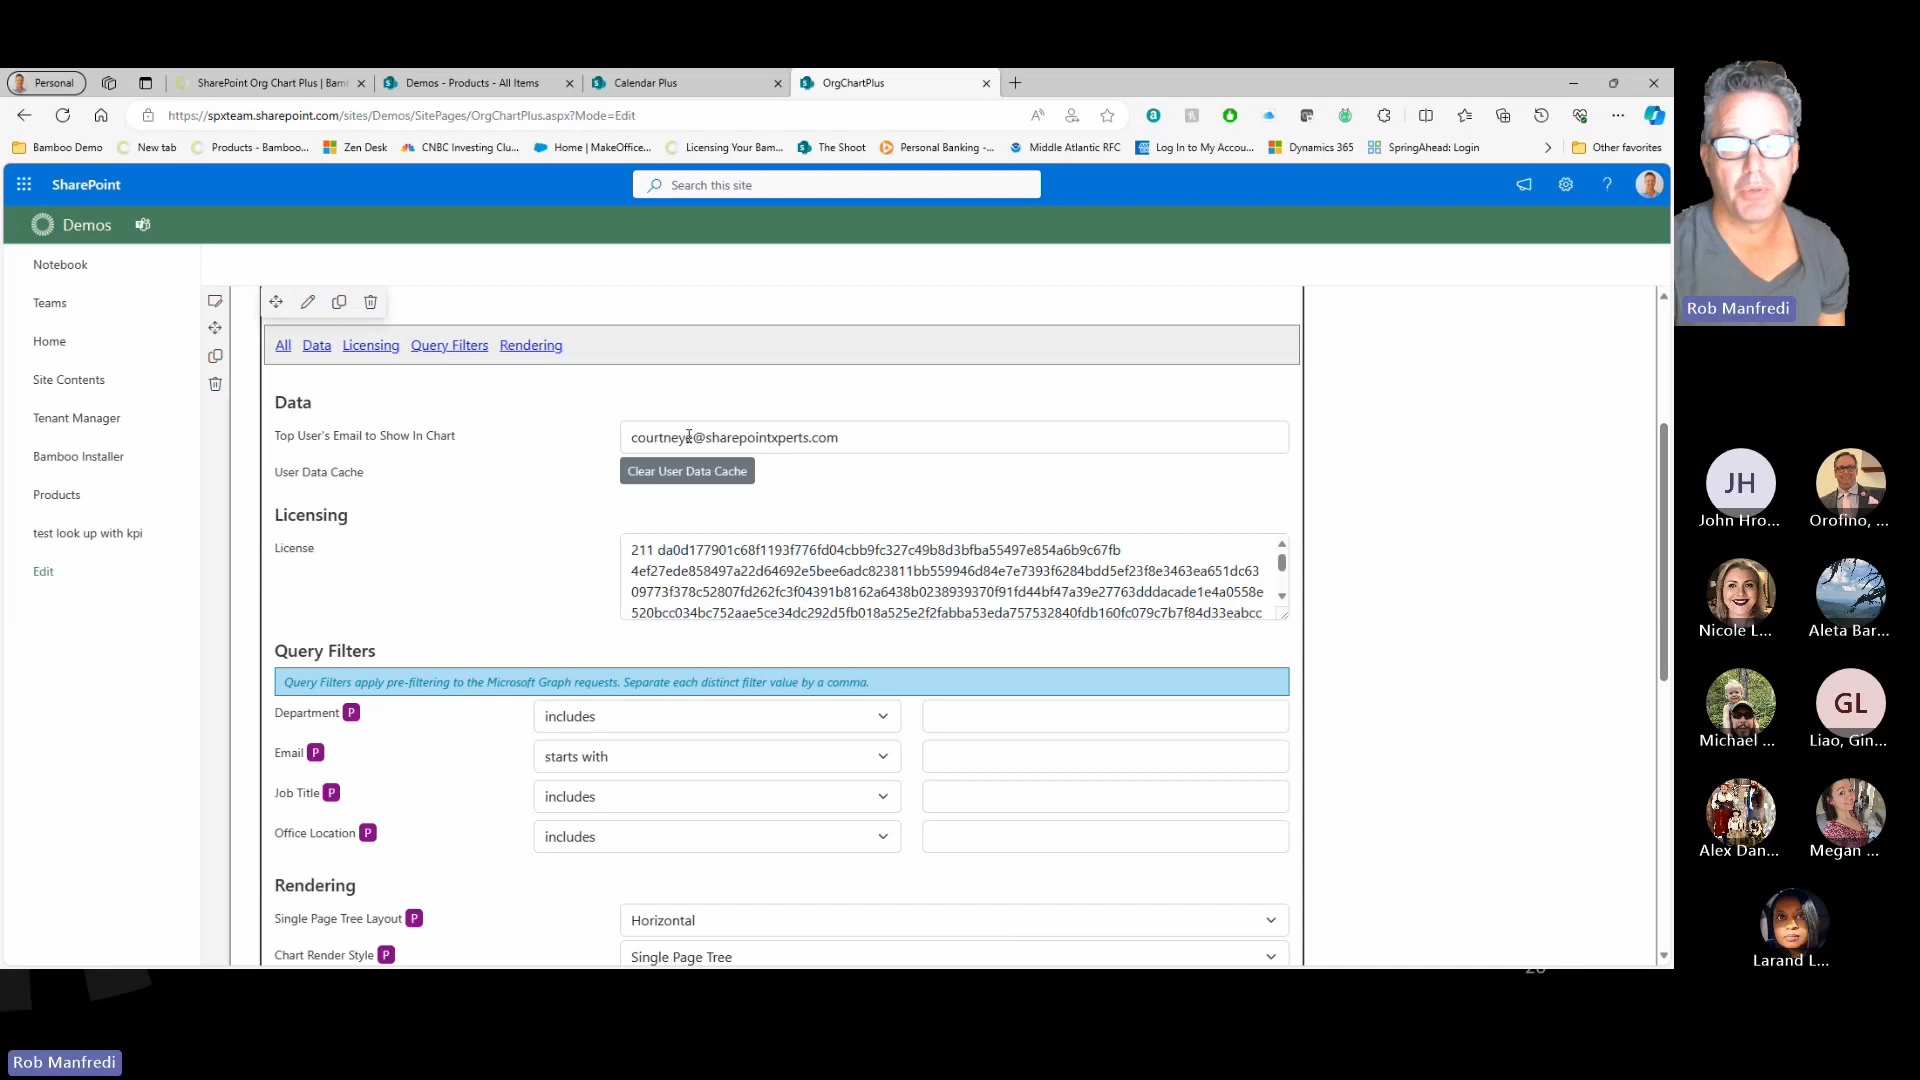 Personal
SharePoint Org Chart Plus | Bam
Demos - Products - All Items
Calendar Plus
OrgChartPlus
https://spxteam.sharepoint.com/sites/Demos/SitePages/OrgChartPlus.aspx?Mode=Edit
Bamboo Demo
New tab
Products - Bamboo...
Zen Desk
CNBC Investing Clu...
Home | MakeOffice...
Licensing Your Bam...
The Shoot
Personal Banking -...
Middle Atlantic RFC
Log In to My Accou...
Dynamics 365
SpringAhead: Login
Other favorites
SharePoint
Search this site
Demos
Notebook
Teams
Home
Site Contents
Tenant Manager
Bamboo Installer
Products
test look up with kpi
Edit
All Data Licensing Query Filters Rendering
Data
Top User's Email to Show In Chart
courtneye@sharepointxperts.com
User Data Cache
Clear User Data Cache
Licensing
License
211 da0d177901c68f1193f776fd04cbb9fc327c49b8d3bfba55497e854a6b9c67fb
4ef27ede858497a22d64692e5bee6adc823811bb559946d84e7e7393f6284bdd5ef23f8e3463ea651dc63
09773f378c52807fd262fc3f04391b8162a6438b0238939370f91fd44bf47a39e27763dddacade1e4a0558e
520bcc034bc752aae5ce34dc292d5fb018a525e2f2fabba53eda757532840fdb160fc079c7b7f84d33eabcc
Query Filters
Query Filters apply pre-filtering to the Microsoft Graph requests. Separate each distinct filter value by a comma.
Department P
includes
Email P
starts with
Job Title P
includes
Office Location P
includes
Rendering
Single Page Tree Layout P
Horizontal
Chart Render Style P
Single Page Tree
Rob Manfredi
JH
John Hro...
Orofino, ...
Nicole L...
Aleta Bar...
Michael ...
GL
Liao, Gin...
Alex Dan...
Megan ...
Larand L...
Rob Manfredi